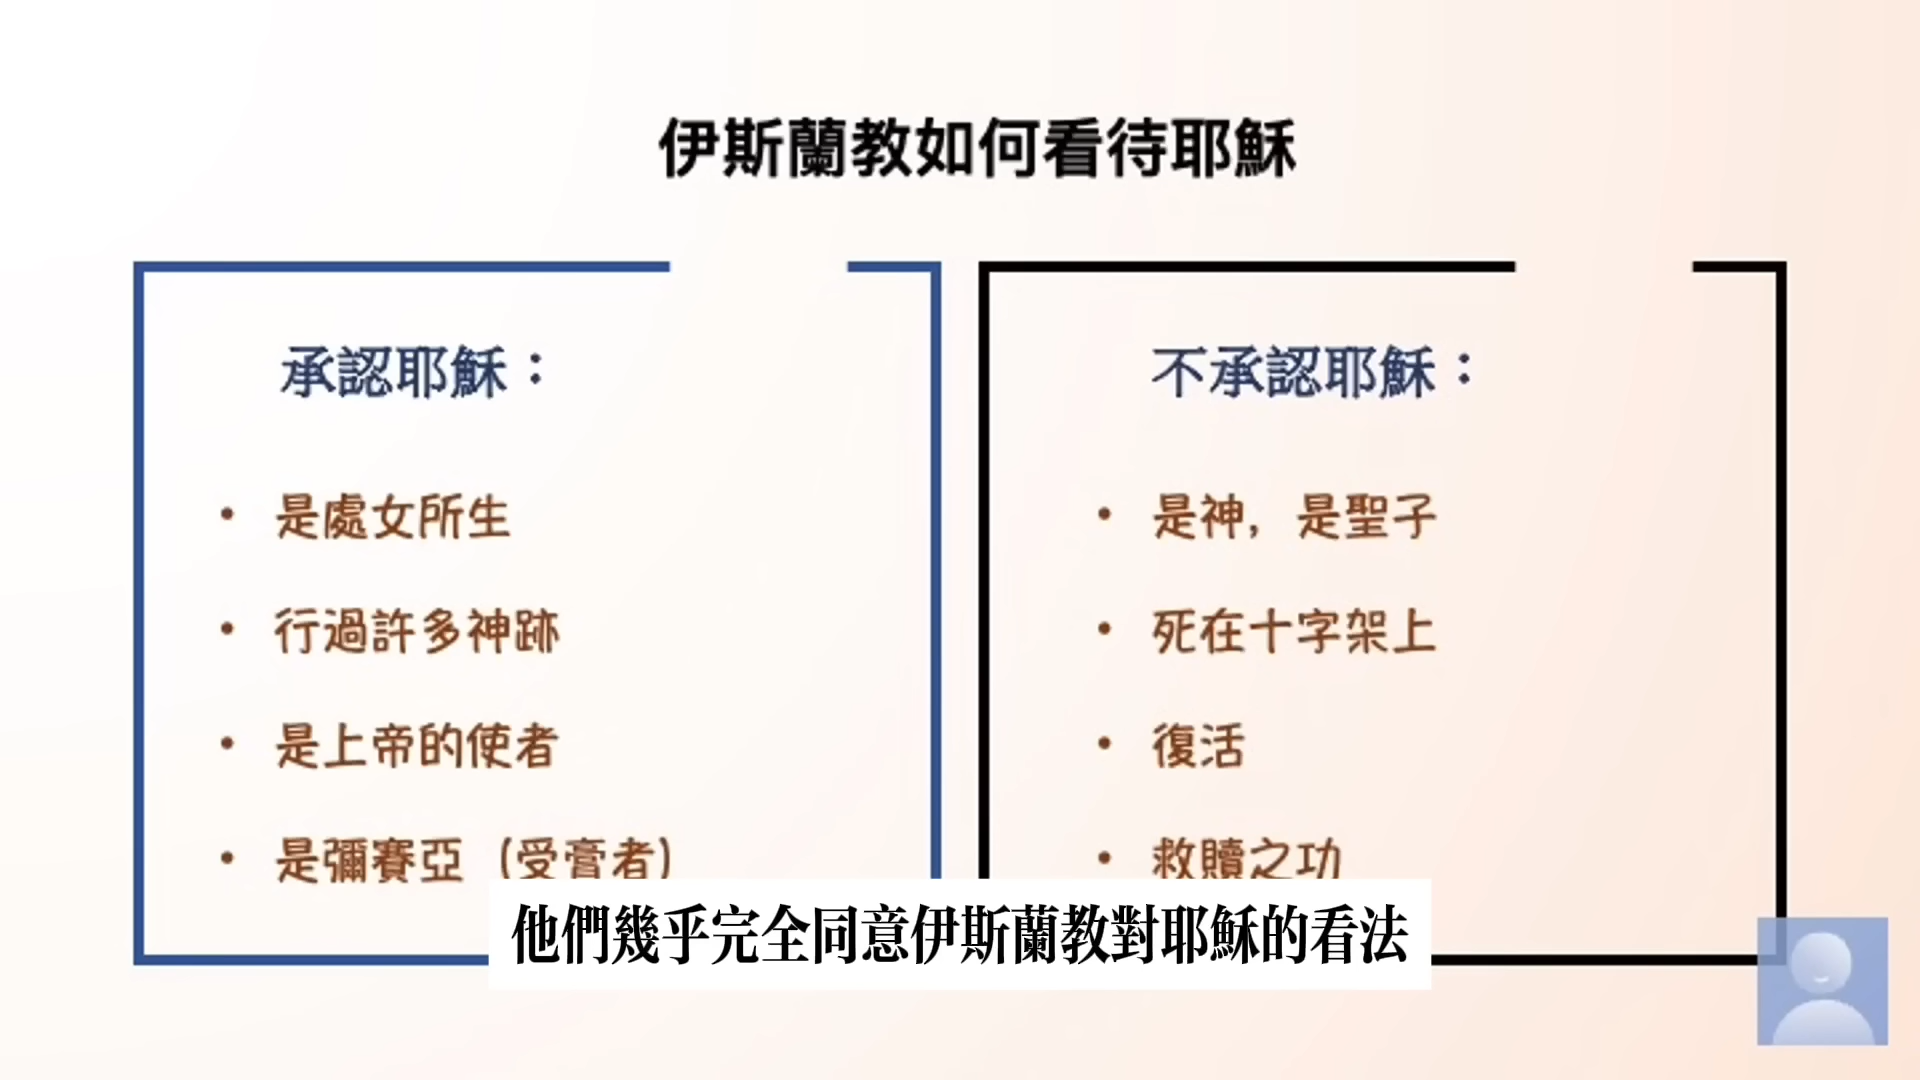 伊斯蘭教如何看待耶穌
承認耶穌：
• 是處女所生
• 行過許多神跡
• 是上帝的使者
• 是彌賽亞（受膏者）
不承認耶穌：
• 是神，是聖子
• 死在十字架上
• 復活
• 救贖之功
他們幾乎完全同意伊斯蘭教對耶穌的看法